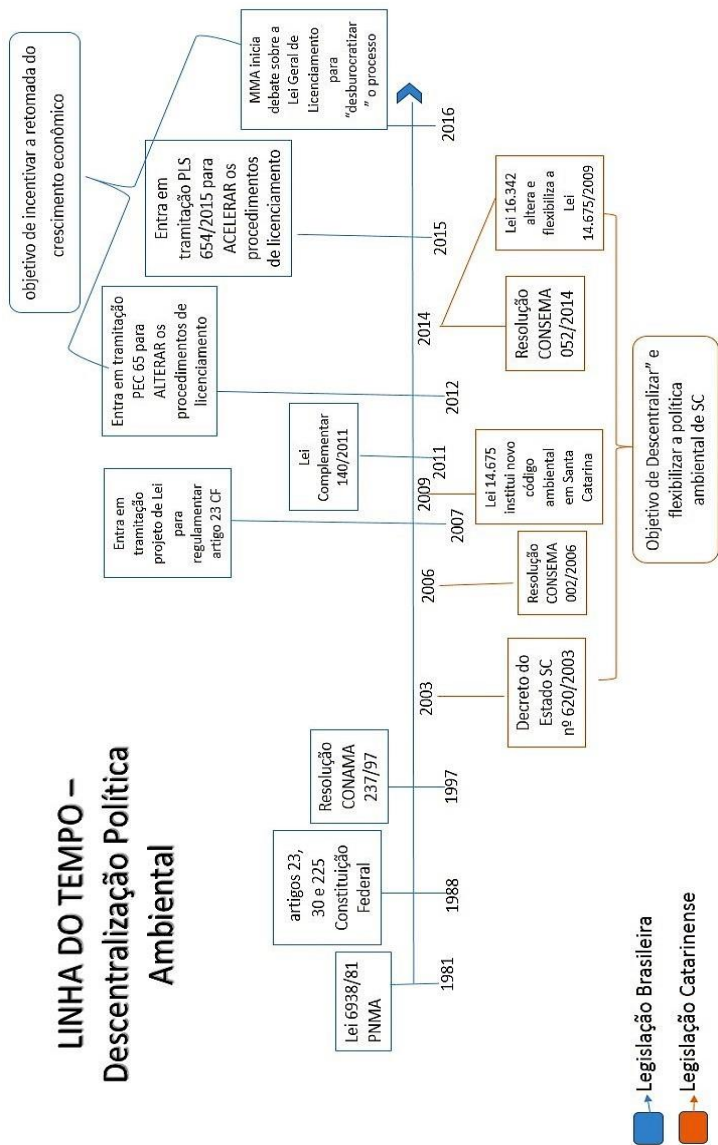 LINHA DO TEMPO –
Descentralização Política
Ambiental
objetivo de incentivar a retomada do
crescimento econômico
Entra em
tramitação
projeto de Lei
para
regulamentar
artigo 23 CF
Entra em tramitação
PEC 65 para
ALTERAR os
procedimentos de
licenciamento
Entra em
tramitação PLS
654/2015 para
ACELERAR os
procedimentos
de licenciamento
MMA inicia
debate sobre a
Lei Geral de
Licenciamento
para
“desburocratizar
” o processo
Lei 6938/81
PNMA
artigos 23,
30 e 225
Constituição
Federal
Resolução
CONAMA
237/97
Lei
Complementar
140/2011
1981
1988
1997
2003
2006
2007
2009
2011
2012
2014
2015
2016
Decreto do
Estado SC
nº 620/2003
Resolução
CONSEMA
002/2006
Lei 14.675
institui novo
código
ambiental
em Santa
Catarina
Resolução
CONSEMA
052/2014
Lei 16.342
altera e
flexibiliza a
Lei
14.675/2009
Objetivo de Descentralizar” e
flexibilizar a política
ambiental de SC
Legislação Brasileira
Legislação Catarinense